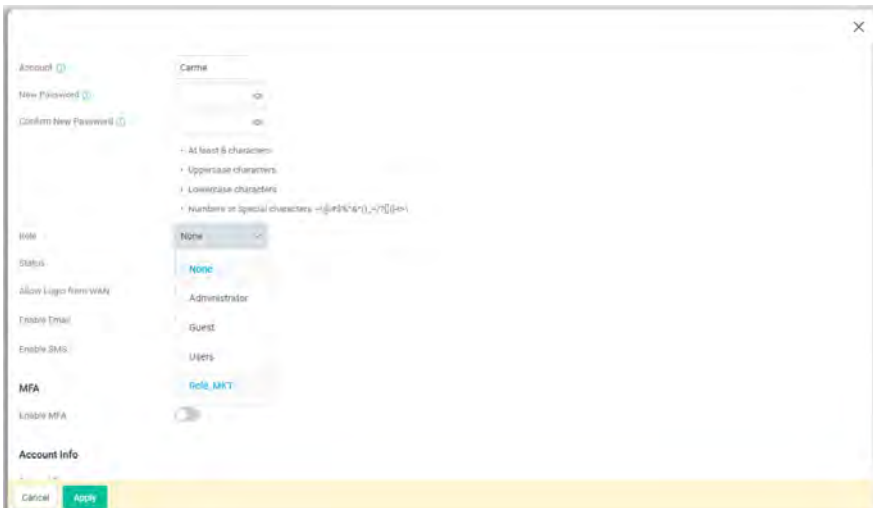 Account
Carme
New Password
Confirm New Password
• At least 6 characters
• Uppercase characters
• Lowercase characters
• Numbers or special characters
Role
None
Status
None
Allow Login from WAN
Administrator
Enable Email
Guest
Enable SMS
Users
MFA
Role_MKT
Enable MFA
Account Info
Cancel
Apply